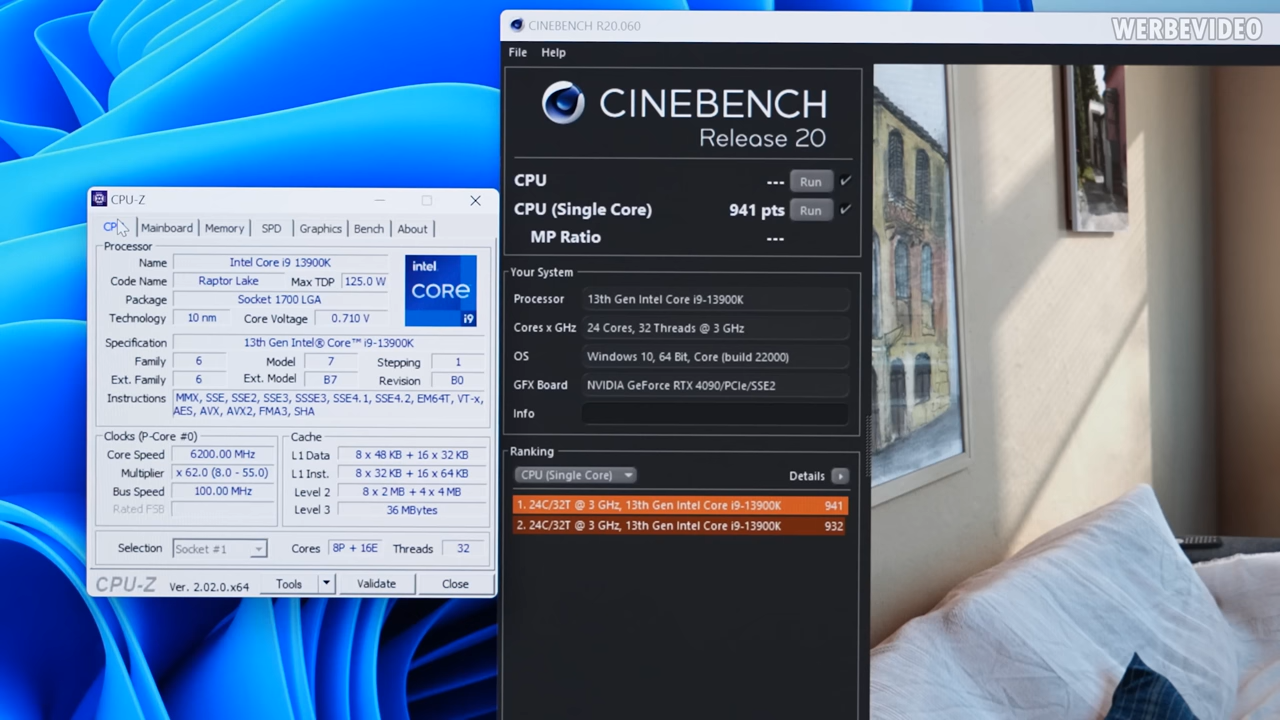 CINEBENCH R20.060
WERBEVIDEO
File Help
CINEBENCH
Release 20
CPU --- Run
CPU (Single Core) 941 pts Run
MP Ratio ---
Your System
Processor 13th Gen Intel Core i9-13900K
Cores x GHz 24 Cores, 32 Threads @ 3 GHz
OS Windows 10, 64 Bit, Core (build 22000)
GFX Board NVIDIA GeForce RTX 4090/PCIe/SSE2
Info
Ranking
CPU (Single Core) Details
1. 24C/32T @ 3 GHz, 13th Gen Intel Core i9-13900K 941
2. 24C/32T @ 3 GHz, 13th Gen Intel Core i9-13900K 932
CPU-Z
Mainboard Memory SPD Graphics Bench About
Processor
Name Intel Core i9 13900K
Code Name Raptor Lake Max TDP 125.0 W
Package Socket 1700 LGA
Technology 10 nm Core Voltage 0.710 V
intel
CORE
i9
Specification 13th Gen Intel® Core™ i9-13900K
Family 6 Model 7 Stepping 1
Ext. Family 6 Ext. Model B7 Revision B0
Instructions MMX, SSE, SSE2, SSE3, SSSE3, SSE4.1, SSE4.2, EM64T, VT-x,
AES, AVX, AVX2, FMA3, SHA
Clocks (P-Core #0)
Core Speed 6200.00 MHz
Multiplier x 62.0 (8.0 - 55.0)
Bus Speed 100.00 MHz
Rated FSB
Cache
L1 Data 8 x 48 KB + 16 x 32 KB
L1 Inst. 8 x 32 KB + 16 x 64 KB
Level 2 8 x 2 MB + 4 x 4 MB
Level 3 36 MBytes
Selection Socket #1 Cores 8P + 16E Threads 32
CPU-Z Ver. 2.02.0.x64 Tools Validate Close